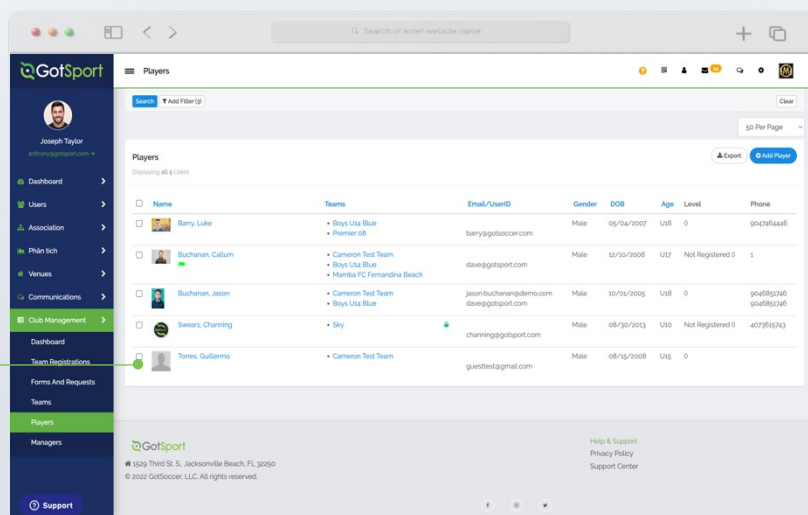 Search or enter website name
GotSport
Players
Joseph Taylor
anthony@gotsport.com
Dashboard
Users
Association
Phân tích
Venues
Communications
Club Management
Dashboard
Team Registrations
Forms And Requests
Teams
Players
Managers
Support
Search Add Filter (3) Clear
50 Per Page
Players
Export Add Player
Displaying all 5 Users
Name Teams Email/UserID Gender DOB Age Level Phone
Barry, Luke • Boys U14 Blue Male 05/04/2007 U16 0 9047464446
• Premier 08 barry@gotsoccer.com
Buchanan, Callum • Cameron Test Team Male 12/10/2006 U17 Not Registered 0 1
• Boys U14 Blue dave@gotsport.com
• Mamba FC Fernandina Beach
Buchanan, Jason • Cameron Test Team jason.buchanan@demo.com Male 10/01/2005 U18 0 9046851746
• Boys U14 Blue dave@gotsport.com 9046851746
Swears, Channing • Sky Male 08/30/2013 U10 Not Registered 0 4073615743
channing@gotsport.com
Torres, Guillermo • Cameron Test Team Male 08/15/2008 U15 0
guesttest@gmail.com
GotSport
1529 Third St. S., Jacksonville Beach, FL 32250
© 2022 GotSoccer, LLC. All rights reserved.
Help & Support
Privacy Policy
Support Center